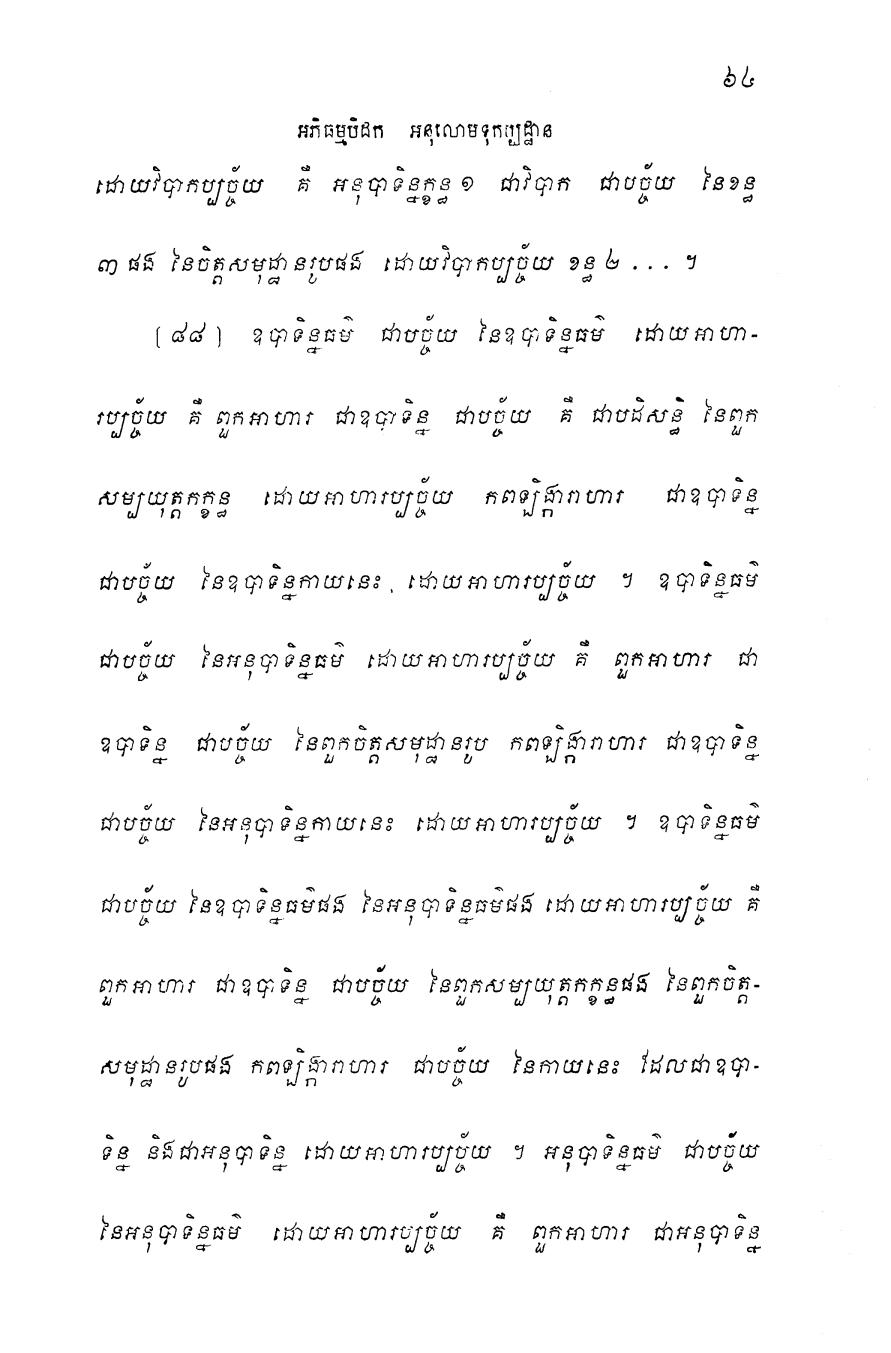 ៦៤
អភិធម្មបិដក អនុលោមទុកប្បដ្ឋាន
ដោយវិបាកប្បច្ច័យ គឺ អនុបាទិន្នក្ខន្ធ ១ ជាវិបាក ជាបច្ច័យ នៃខន្ធ
៣ ផង នៃចិត្តសមុដ្ឋានរូបផង ដោយវិបាកប្បច្ច័យ ខន្ធ ២ ... ។
[៨៨] ឧបាទិន្នធម៌ ជាបច្ច័យ នៃឧបាទិន្នធម៌ ដោយអាហា-
រប្បច្ច័យ គឺ ពួកអាហារ ជាឧបាទិន្ន ជាបច្ច័យ គឺ ជាបដិសន្ធិ នៃពួក
សម្បយុត្តកក្ខន្ធ ដោយអាហារប្បច្ច័យ កពឡិង្ការាហារ ជាឧបាទិន្ន
ជាបច្ច័យ នៃឧបាទិន្នកាយនេះ ដោយអាហារប្បច្ច័យ ។ ឧបាទិន្នធម៌
ជាបច្ច័យ នៃអនុបាទិន្នធម៌ ដោយអាហារប្បច្ច័យ គឺ ពួកអាហារ ជា
ឧបាទិន្ន ជាបច្ច័យ នៃពួកចិត្តសមុដ្ឋានរូប កពឡិង្ការាហារ ជាឧបាទិន្ន
ជាបច្ច័យ នៃអនុបាទិន្នកាយនេះ ដោយអាហារប្បច្ច័យ ។ ឧបាទិន្នធម៌
ជាបច្ច័យ នៃឧបាទិន្នធម៌ផង នៃអនុបាទិន្នធម៌ផង ដោយអាហារប្បច្ច័យ គឺ
ពួកអាហារ ជាឧបាទិន្ន ជាបច្ច័យ នៃពួកសម្បយុត្តកក្ខន្ធផង នៃពួកចិត្ត-
សមុដ្ឋានរូបផង កពឡិង្ការាហារ ជាបច្ច័យ នៃកាយនេះ ដែលជាឧបា-
ទិន្ន និងជាអនុបាទិន្ន ដោយអាហារប្បច្ច័យ ។ អនុបាទិន្នធម៌ ជាបច្ច័យ
នៃអនុបាទិន្នធម៌ ដោយអាហារប្បច្ច័យ គឺ ពួកអាហារ ជាអនុបាទិន្ន